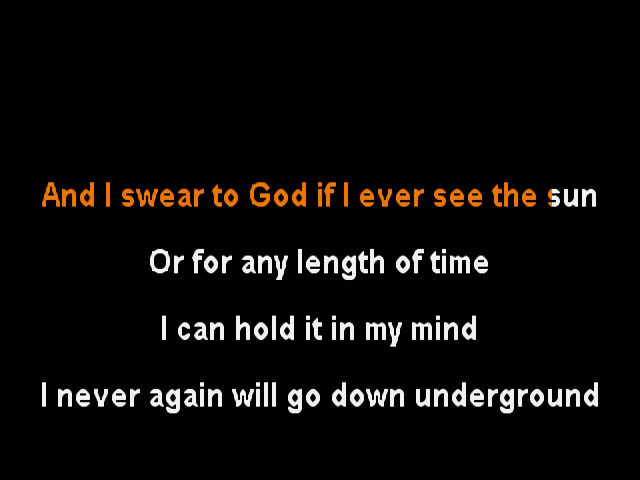 And I swear to God if I ever see the sun
Or for any length of time
I can hold it in my mind
I never again will go down underground